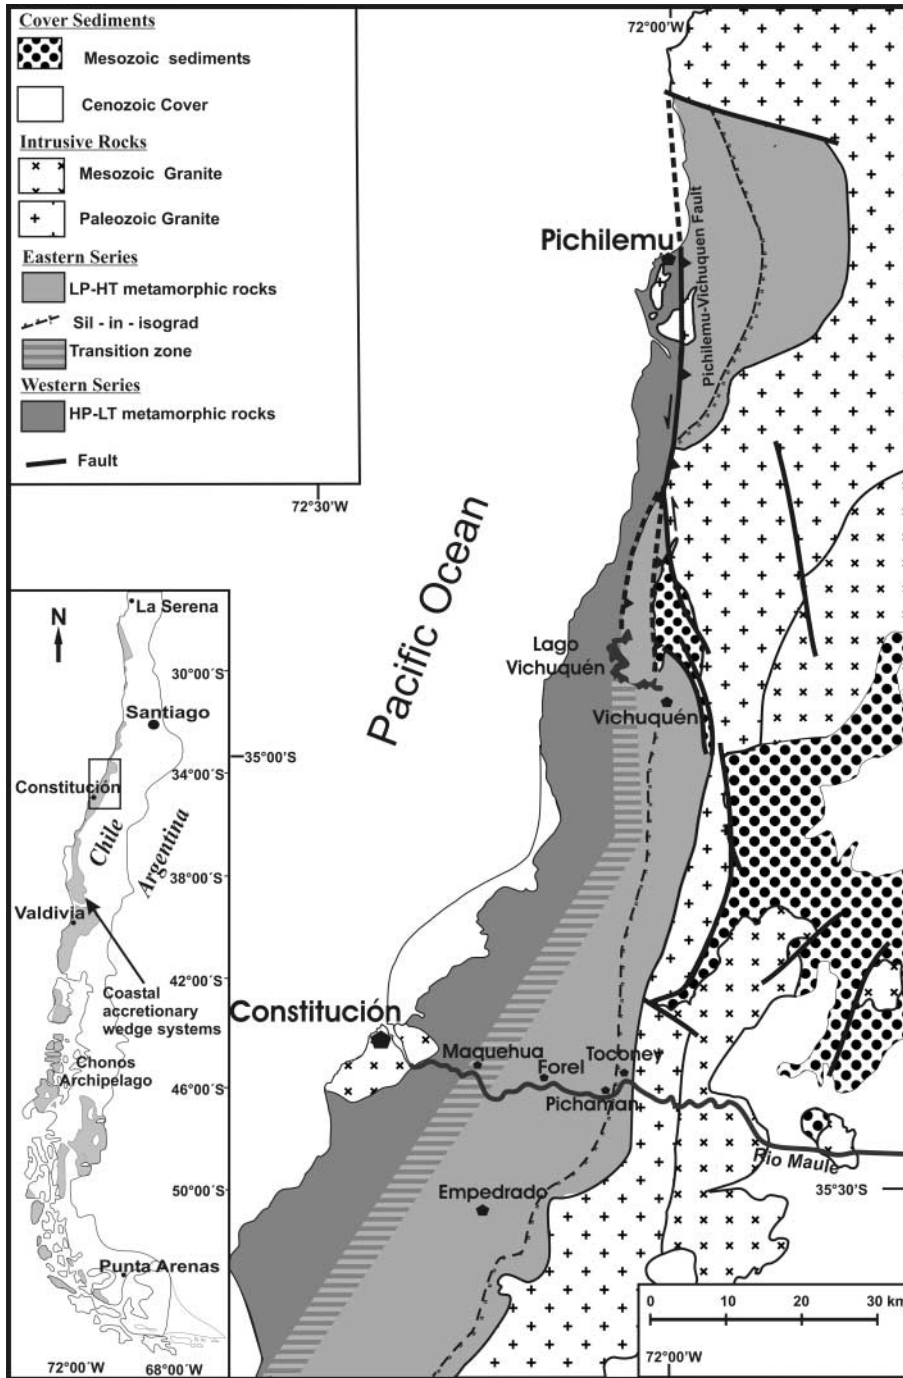 Cover Sediments
Mesozoic sediments
Cenozoic Cover
Intrusive Rocks
Mesozoic Granite
Paleozoic Granite
Eastern Series
LP-HT metamorphic rocks
Sil - in - isograd
Transition zone
Western Series
HP-LT metamorphic rocks
Fault
72°00'W
72°30'W
Pichilemu
Pichilemu-Vichuquen Fault
Pacific Ocean
Lago
Vichuquén
Vichuquén
35°00'S
Constitución
Maquehua
Forel
Toconey
Pichaman
Rio Maule
Empedrado
35°30'S
0 10 20 30 km
72°00'W
N
La Serena
30°00'S
Santiago
34°00'S
Constitución
Chile
Argentina
38°00'S
Valdivia
42°00'S
Coastal
accretionary
wedge systems
Chonos
Archipelago
46°00'S
50°00'S
Punta Arenas
72°00'W
68°00'W